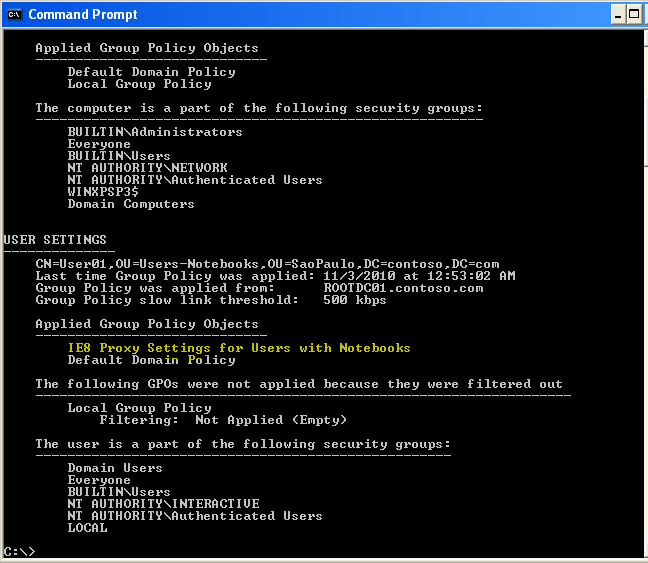 Command Prompt
Applied Group Policy Objects
-----------------------------
Default Domain Policy
Local Group Policy
The computer is a part of the following security groups:
--------------------------------------------------------
BUILTIN\Administrators
Everyone
BUILTIN\Users
NT AUTHORITY\NETWORK
NT AUTHORITY\Authenticated Users
WINXPSP3$
Domain Computers
USER SETTINGS
--------------
CN=User01,OU=Users-Notebooks,OU=SaoPaulo,DC=contoso,DC=com
Last time Group Policy was applied: 11/3/2010 at 12:53:02 AM
Group Policy was applied from:      ROOTDC01.contoso.com
Group Policy slow link threshold:   500 kbps
Applied Group Policy Objects
-----------------------------
IE8 Proxy Settings for Users with Notebooks
Default Domain Policy
The following GPOs were not applied because they were filtered out
-------------------------------------------------------------------
Local Group Policy
Filtering:  Not Applied (Empty)
The user is a part of the following security groups:
----------------------------------------------------
Domain Users
Everyone
BUILTIN\Users
NT AUTHORITY\INTERACTIVE
NT AUTHORITY\Authenticated Users
LOCAL
C:\>